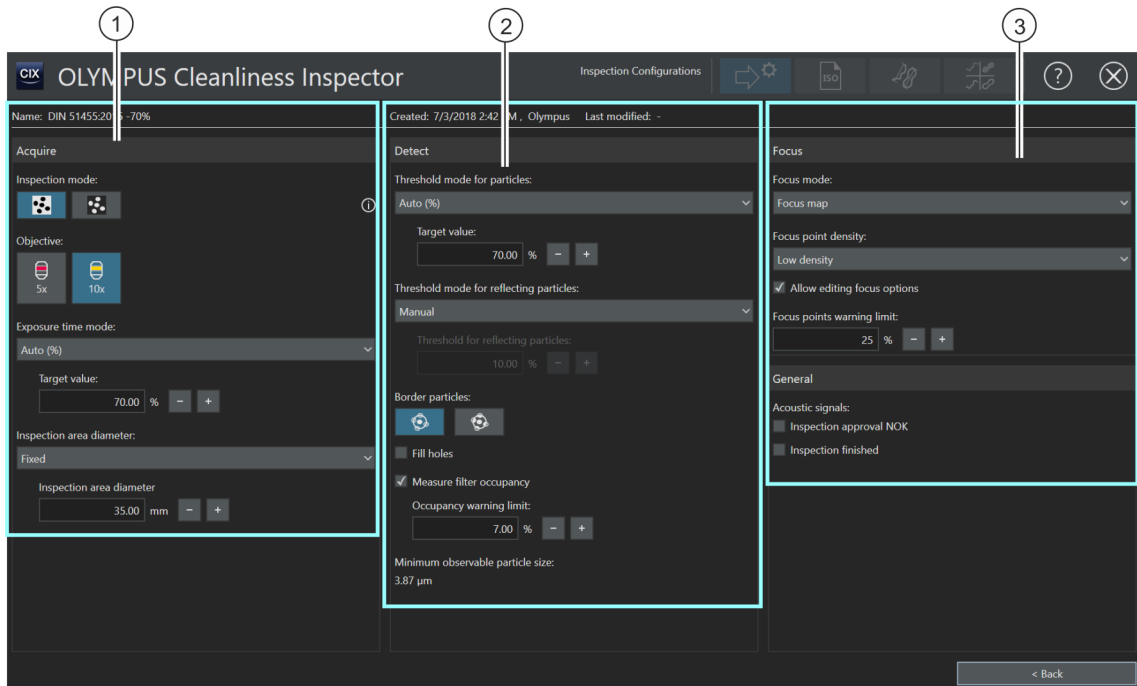 1
2
3
CIX
OLYMPUS Cleanliness Inspector
Inspection Configurations
ISO
?
Name: DIN 51455:20 -70%
Created: 7/3/2018 2:42 M , Olympus Last modified: -
Acquire
Inspection mode:
Objective:
5x
10x
Exposure time mode:
Auto (%)
Target value:
70.00 % - +
Inspection area diameter:
Fixed
Inspection area diameter
35.00 mm - +
Detect
Threshold mode for particles:
Auto (%)
Target value:
70.00 % - +
Threshold mode for reflecting particles:
Manual
Threshold for reflecting particles:
10.00 % - +
Border particles:
Fill holes
Measure filter occupancy
Occupancy warning limit:
7.00 % - +
Minimum observable particle size:
3.87 µm
Focus
Focus mode:
Focus map
Focus point density:
Low density
Allow editing focus options
Focus points warning limit:
25 % - +
General
Acoustic signals:
Inspection approval NOK
Inspection finished
< Back